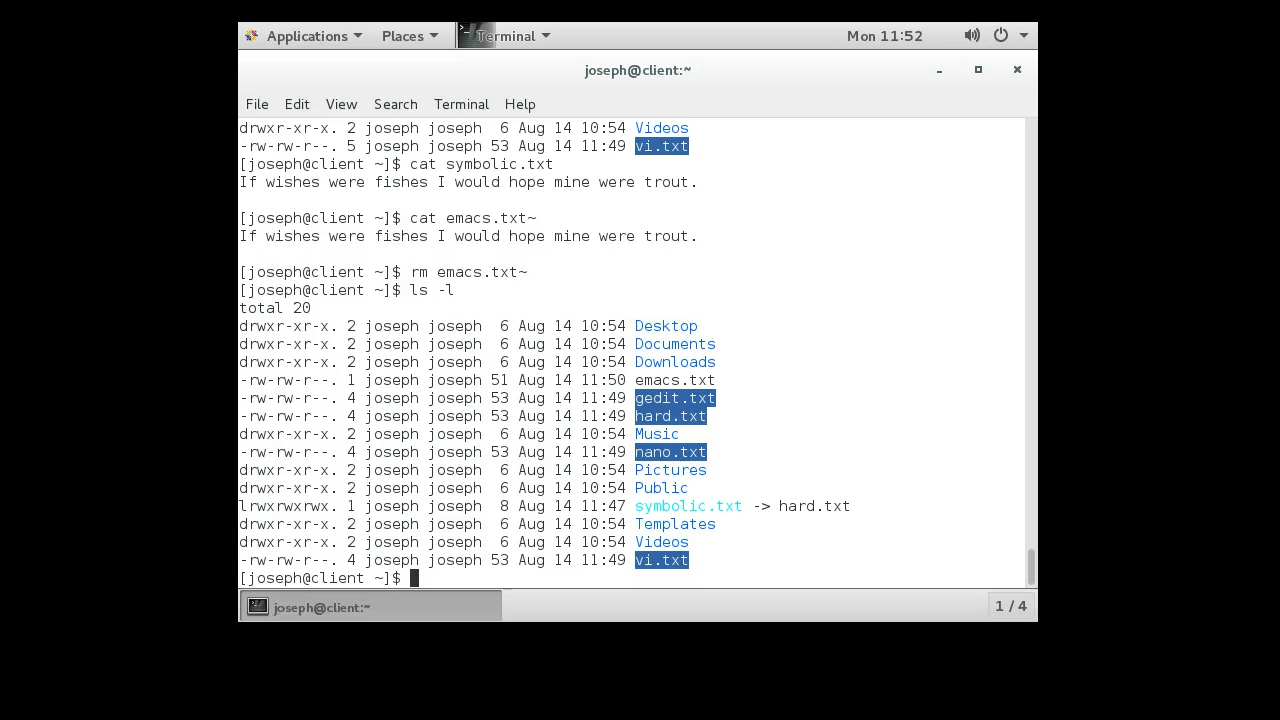 Applications Places Terminal Mon 11:52
joseph@client:~
File Edit View Search Terminal Help
drwxr-xr-x. 2 joseph joseph  6 Aug 14 10:54 Videos
-rw-rw-r--. 5 joseph joseph 53 Aug 14 11:49 vi.txt
[joseph@client ~]$ cat symbolic.txt
If wishes were fishes I would hope mine were trout.
[joseph@client ~]$ cat emacs.txt~
If wishes were fishes I would hope mine were trout.
[joseph@client ~]$ rm emacs.txt~
[joseph@client ~]$ ls -l
total 20
drwxr-xr-x. 2 joseph joseph  6 Aug 14 10:54 Desktop
drwxr-xr-x. 2 joseph joseph  6 Aug 14 10:54 Documents
drwxr-xr-x. 2 joseph joseph  6 Aug 14 10:54 Downloads
-rw-rw-r--. 1 joseph joseph 51 Aug 14 11:50 emacs.txt
-rw-rw-r--. 4 joseph joseph 53 Aug 14 11:49 gedit.txt
-rw-rw-r--. 4 joseph joseph 53 Aug 14 11:49 hard.txt
drwxr-xr-x. 2 joseph joseph  6 Aug 14 10:54 Music
-rw-rw-r--. 4 joseph joseph 53 Aug 14 11:49 nano.txt
drwxr-xr-x. 2 joseph joseph  6 Aug 14 10:54 Pictures
drwxr-xr-x. 2 joseph joseph  6 Aug 14 10:54 Public
lrwxrwxrwx. 1 joseph joseph  8 Aug 14 11:47 symbolic.txt -> hard.txt
drwxr-xr-x. 2 joseph joseph  6 Aug 14 10:54 Templates
drwxr-xr-x. 2 joseph joseph  6 Aug 14 10:54 Videos
-rw-rw-r--. 4 joseph joseph 53 Aug 14 11:49 vi.txt
[joseph@client ~]$
joseph@client:~ 1 / 4